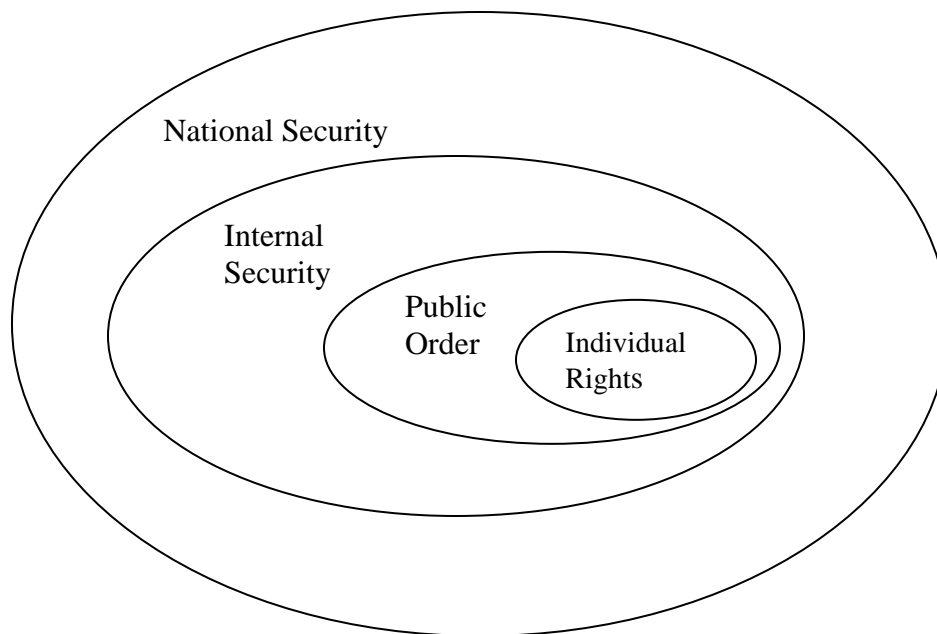 National Security
Internal
Security
Public
Order
Individual
Rights